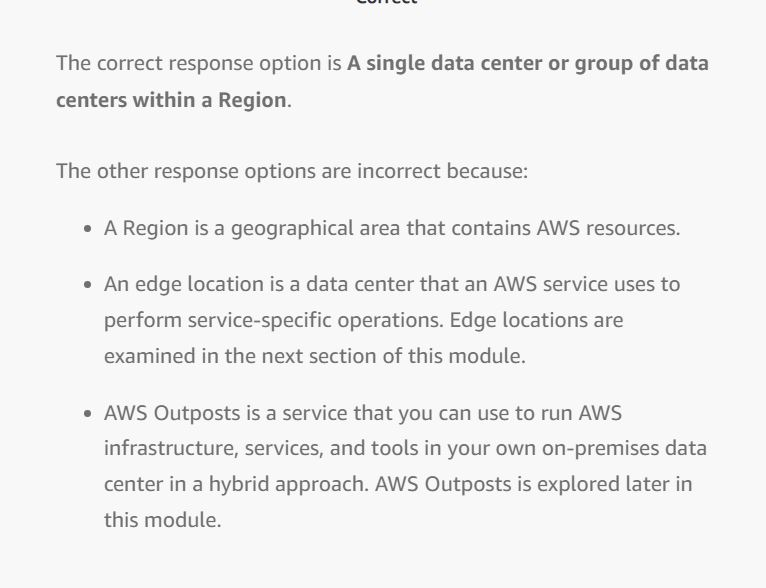 Correct
The correct response option is A single data center or group of data
centers within a Region.
The other response options are incorrect because:
• A Region is a geographical area that contains AWS resources.
• An edge location is a data center that an AWS service uses to
perform service-specific operations. Edge locations are
examined in the next section of this module.
• AWS Outposts is a service that you can use to run AWS
infrastructure, services, and tools in your own on-premises data
center in a hybrid approach. AWS Outposts is explored later in
this module.